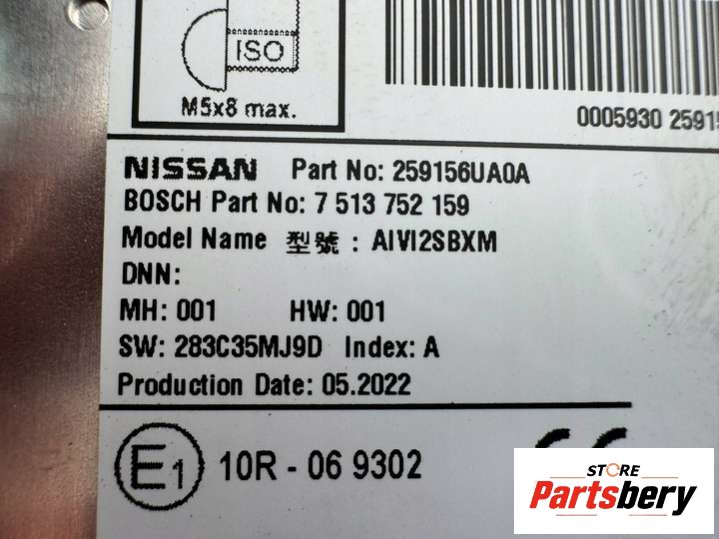 ISO
M5x8 max.
0005930 25915
NISSAN Part No: 259156UA0A
BOSCH Part No: 7 513 752 159
Model Name 型號 : AIVI2SBXM
DNN:
MH: 001 HW: 001
SW: 283C35MJ9D Index: A
Production Date: 05.2022
E1 10R - 06 9302
CE
STORE
Partsbery